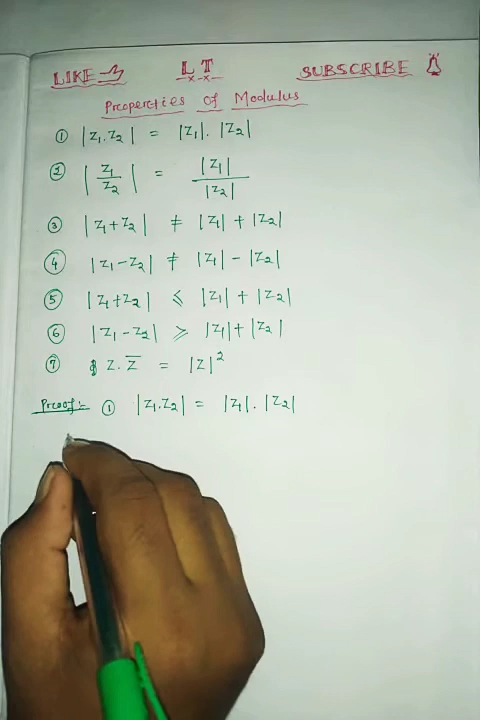 LIKE LT SUBSCRIBE
Properties of Modulus
① |z₁.z₂| = |z₁|. |z₂|
② |z₁/z₂| = |z₁|/|z₂|
③ |z₁+z₂| ≠ |z₁| + |z₂|
④ |z₁-z₂| ≠ |z₁| - |z₂|
⑤ |z₁+z₂| ≤ |z₁| + |z₂|
⑥ |z₁-z₂| ≥ |z₁| + |z₂|
⑦ z. z̅ = |z|²
Proof:- ① |z₁.z₂| = |z₁|. |z₂|